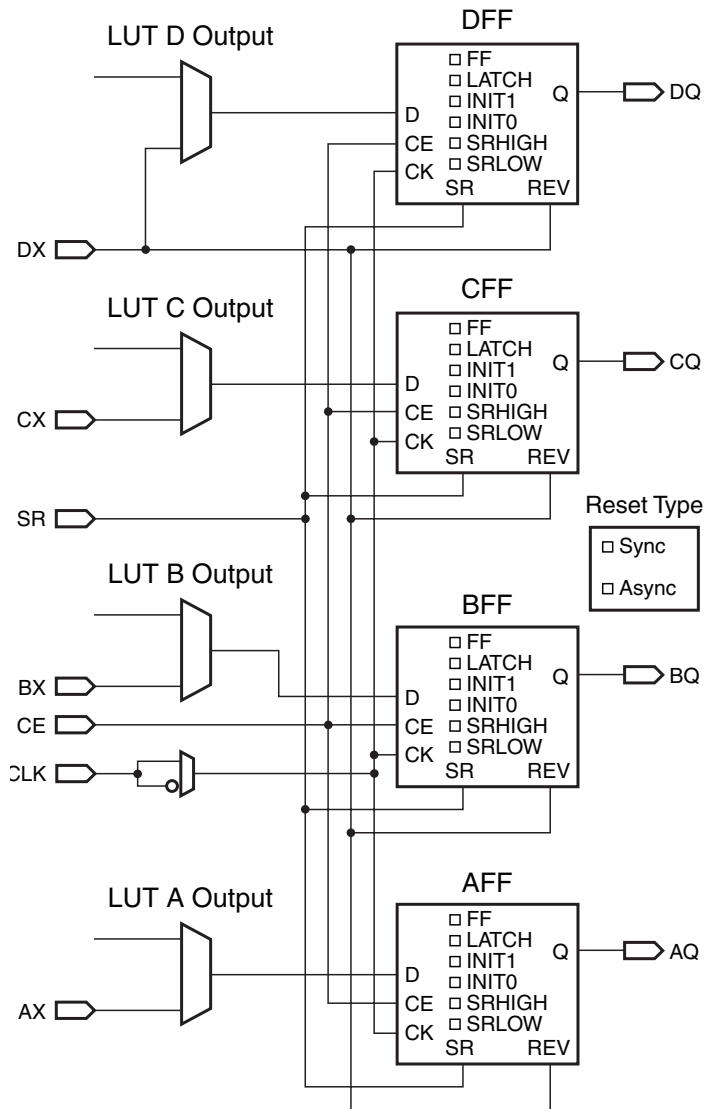 DFF
LUT D Output
FF
LATCH
INIT1
INIT0
SRHIGH
SRLOW
D
CE
CK
SR
REV
Q
DQ
DX
CFF
LUT C Output
FF
LATCH
INIT1
INIT0
SRHIGH
SRLOW
D
CE
CK
SR
REV
Q
CQ
CX
SR
Reset Type
Sync
Async
LUT B Output
BFF
FF
LATCH
INIT1
INIT0
SRHIGH
SRLOW
D
CE
CK
SR
REV
Q
BQ
BX
CE
CLK
AFF
LUT A Output
FF
LATCH
INIT1
INIT0
SRHIGH
SRLOW
D
CE
CK
SR
REV
Q
AQ
AX